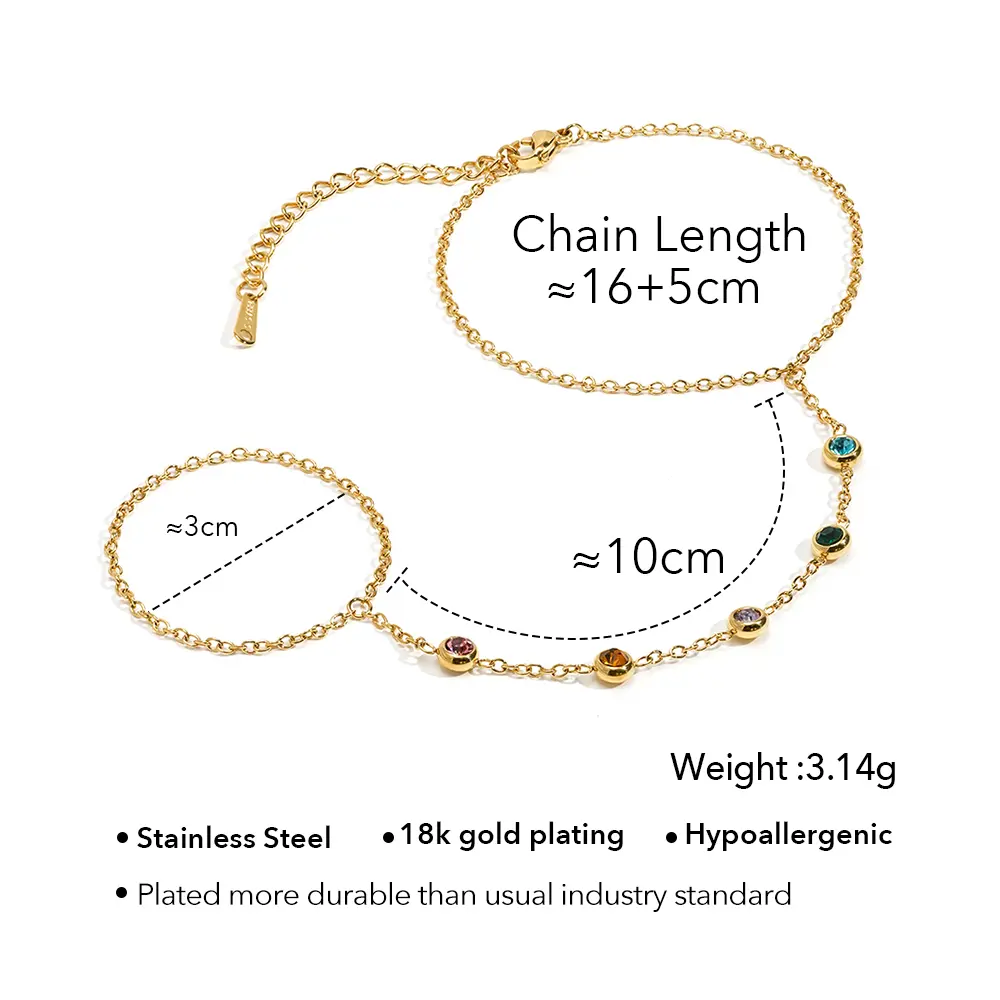 Chain Length
≈16+5cm
≈3cm
≈10cm
Weight :3.14g
• Stainless Steel
• 18k gold plating
• Hypoallergenic
• Plated more durable than usual industry standard